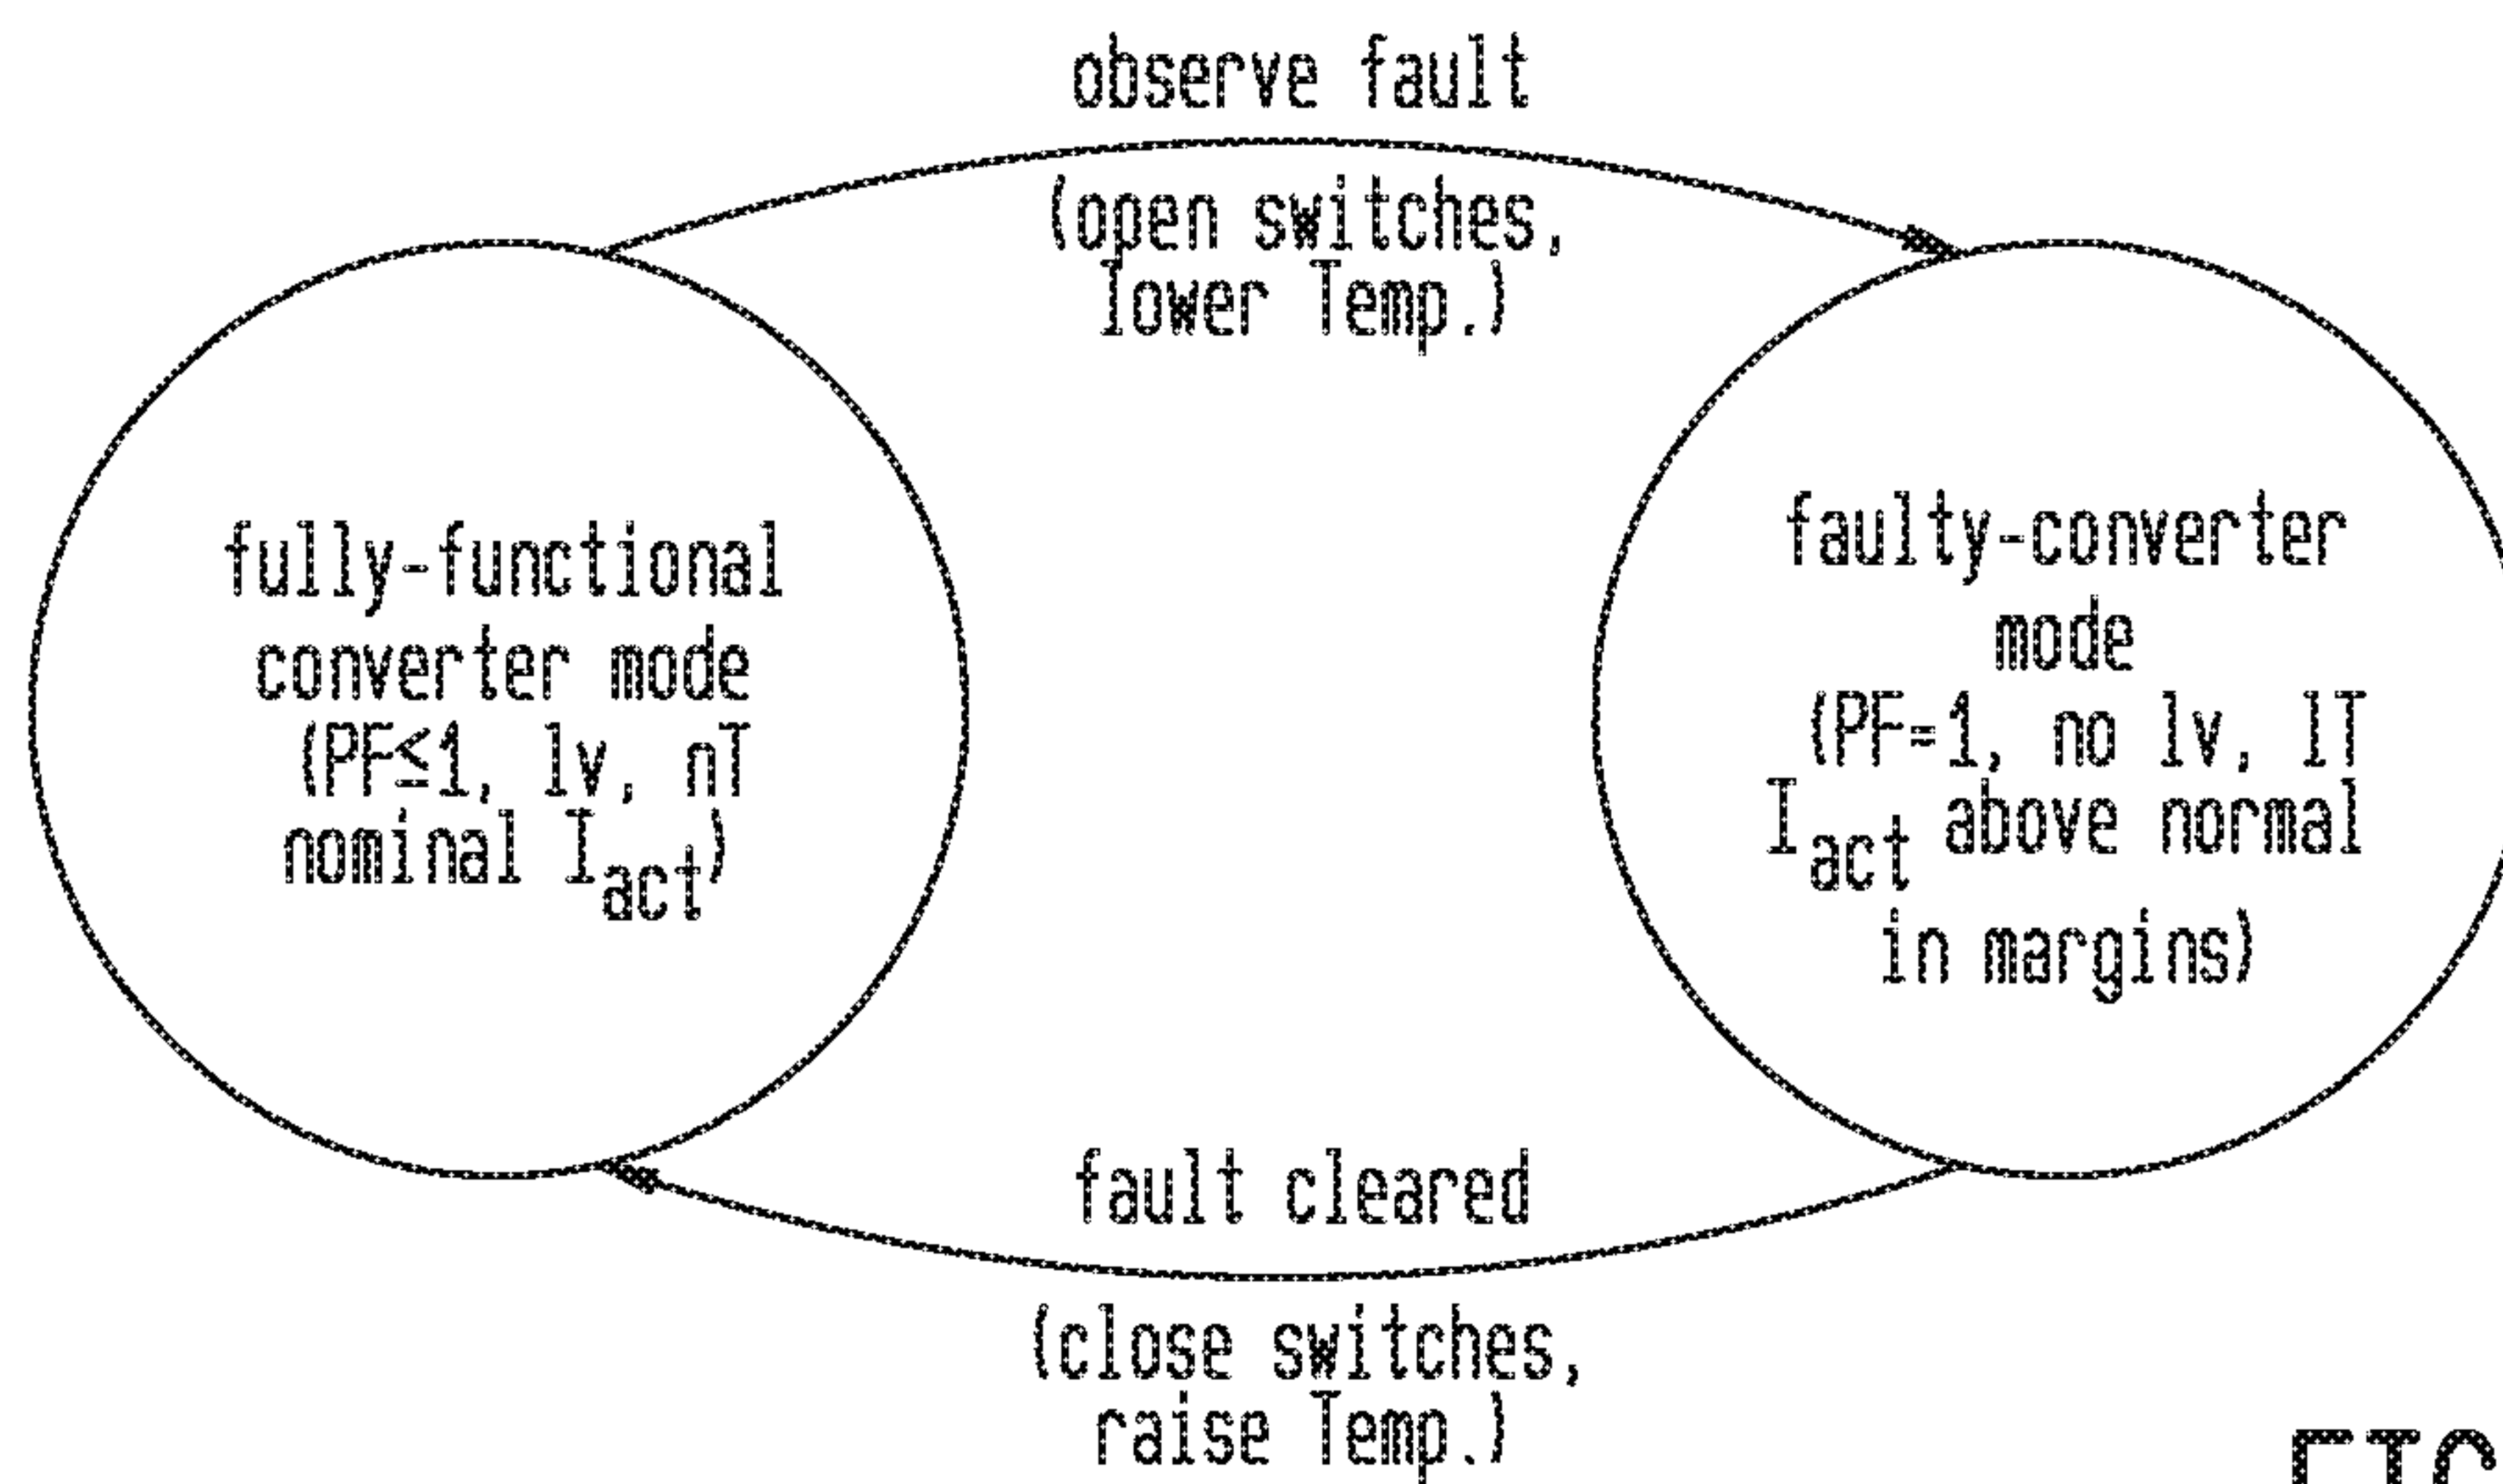 observe fault
(open switches,
lower Temp.)
fully-functional
converter mode
(PF≤1, lv, nT
nominal Iact)
faulty-converter
mode
(PF=1, no lv, lT
Iact above normal
in margins)
fault cleared
(close switches,
raise Temp.)